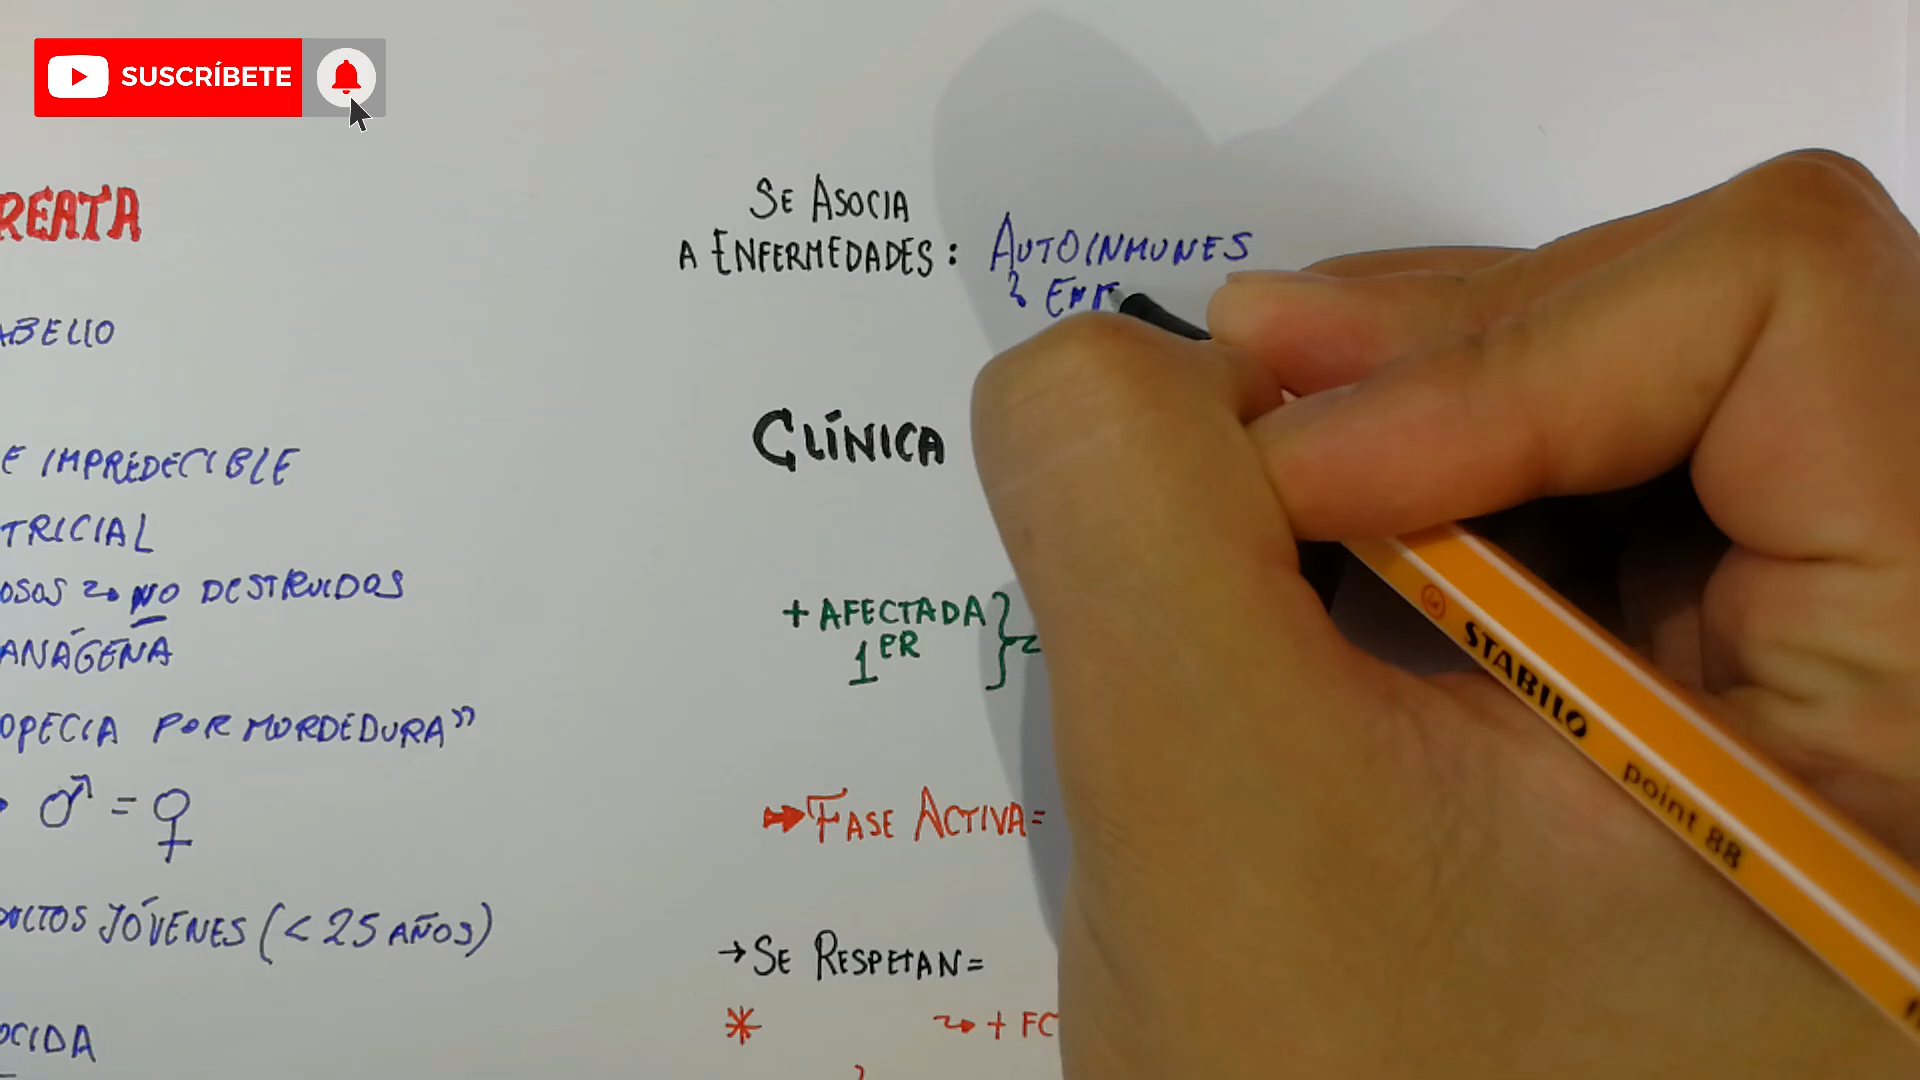 SUSCRÍBETE
REATA
ABELLO
E IMPREDECIBLE
TRICIAL
OSOS NO DESTRUIDOS
ANÁGENA
OPECIA POR MORDEDURA”
♂ = ♀
ULTOS JÓVENES (< 25 AÑOS)
OCIDA
SE ASOCIA
A ENFERMEDADES: AUTOINMUNES
CLÍNICA
+ AFECTADA
1ER
FASE ACTIVA=
→ SE RESPETAN=
* + FC
STABILO point 88